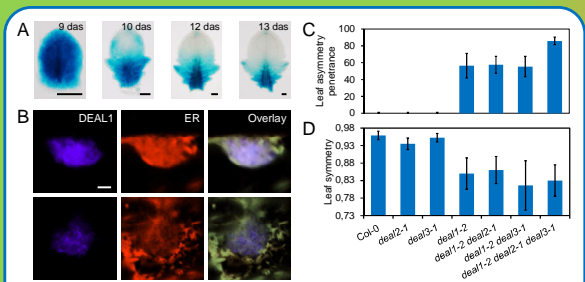 A
9 das
10 das
12 das
13 das
B
DEAL1
ER
Overlay
C
Leaf asymmetry
penetrance
100
80
60
40
20
0
D
Leaf symmetry
0,98
0,93
0,88
0,83
0,78
0,73
Col-0
deal2-1
deal3-1
deal1-2
deal1-2 deal2-1
deal1-2 deal3-1
deal1-2 deal2-1 deal3-1